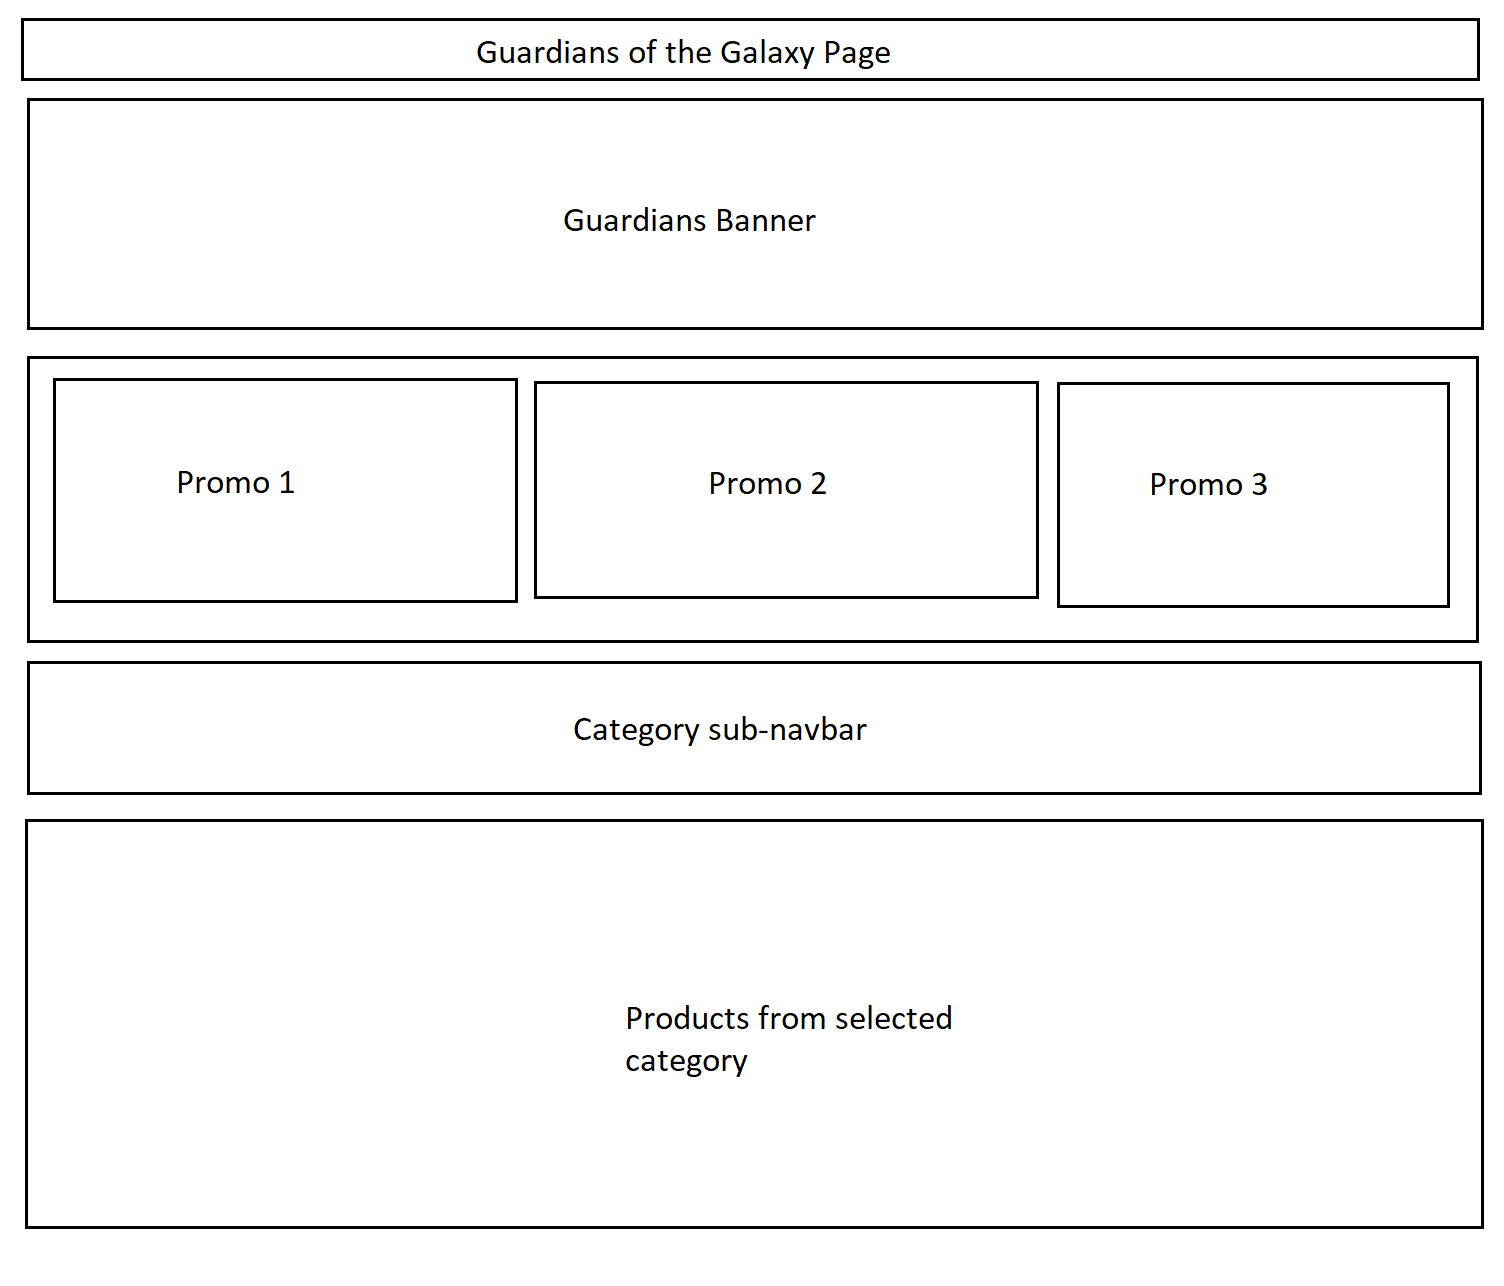 Guardians of the Galaxy Page
Guardians Banner
Promo 1
Promo 2
Promo 3
Category sub-navbar
Products from selected
category